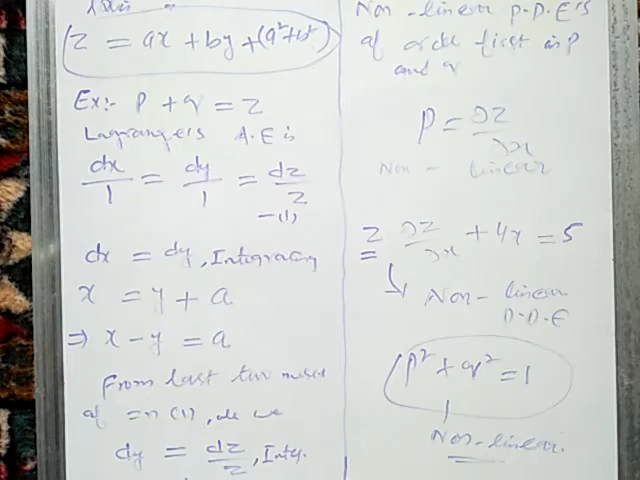 z = ax + by + (a²+b²)
Ex:- p + q = z
Lagranger's A.E is
dx/1 = dy/1 = dz/z
—(1)
dx = dy, Integrating
x = y + a
⇒ x - y = a
From last two
of (1), we
dy = dz/z, Integ.
Non-linear P.D.E's
of order first in p
and q
p = ∂z/∂x
Non-linear
z ∂z/∂x + 4x = 5
Non-linear
P.D.E
p² + q² = 1
Non-linear.